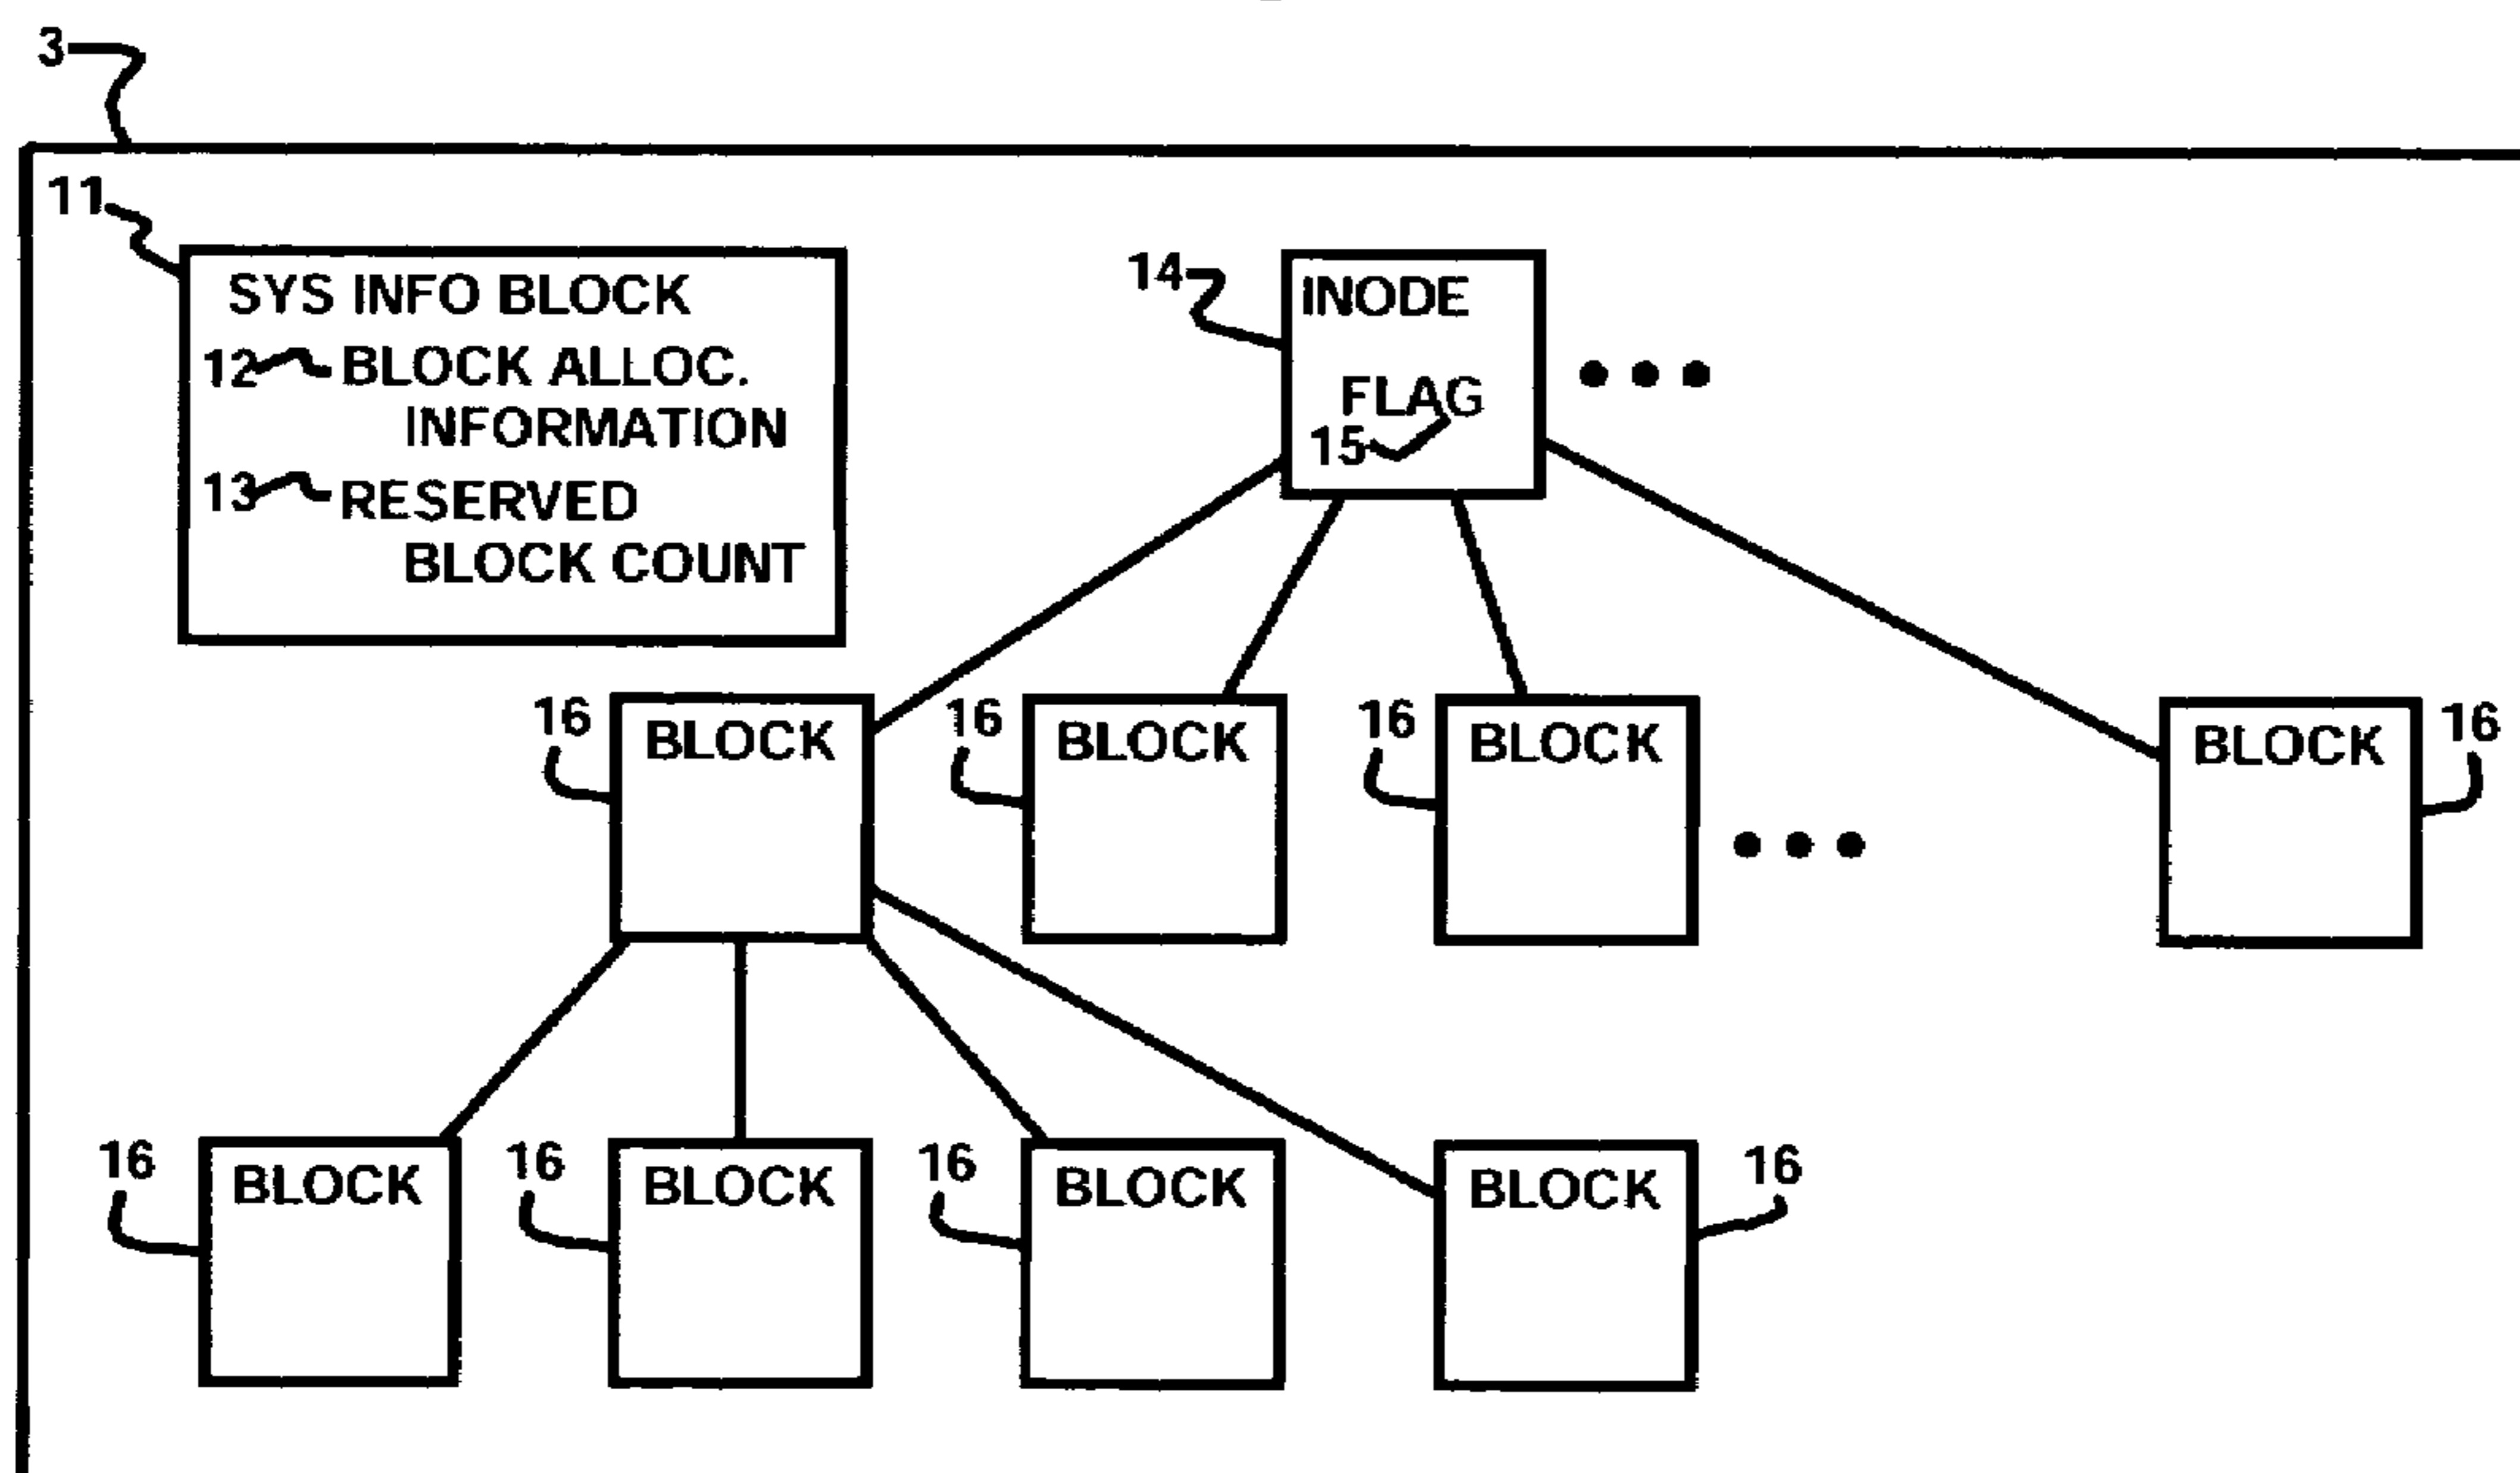 3
11
SYS INFO BLOCK
12 BLOCK ALLOC.
INFORMATION
13 RESERVED
BLOCK COUNT
14
INODE
FLAG
15
16 BLOCK
16 BLOCK
16 BLOCK
BLOCK 16
16 BLOCK
16 BLOCK
16 BLOCK
BLOCK 16